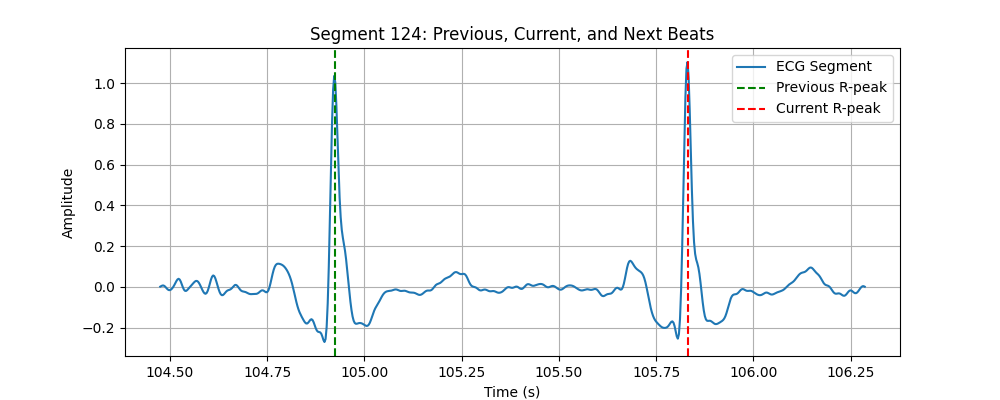 Segment 124: Previous, Current, and Next Beats
ECG Segment
Previous R-peak
Current R-peak
Amplitude
1.0
0.8
0.6
0.4
0.2
0.0
−0.2
104.50 104.75 105.00 105.25 105.50 105.75 106.00 106.25
Time (s)